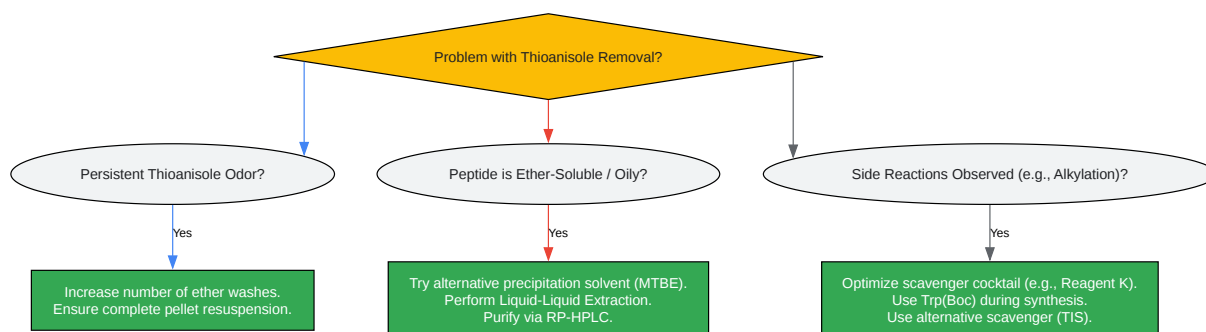 Problem with Thioanisole Removal?
Persistent Thioanisole Odor?
Peptide is Ether-Soluble / Oily?
Side Reactions Observed (e.g., Alkylation)?
Yes
Yes
Yes
Increase number of ether washes.
Ensure complete pellet resuspension.
Try alternative precipitation solvent (MTBE).
Perform Liquid-Liquid Extraction.
Purify via RP-HPLC.
Optimize scavenger cocktail (e.g., Reagent K).
Use Trp(Boc) during synthesis.
Use alternative scavenger (TIS).